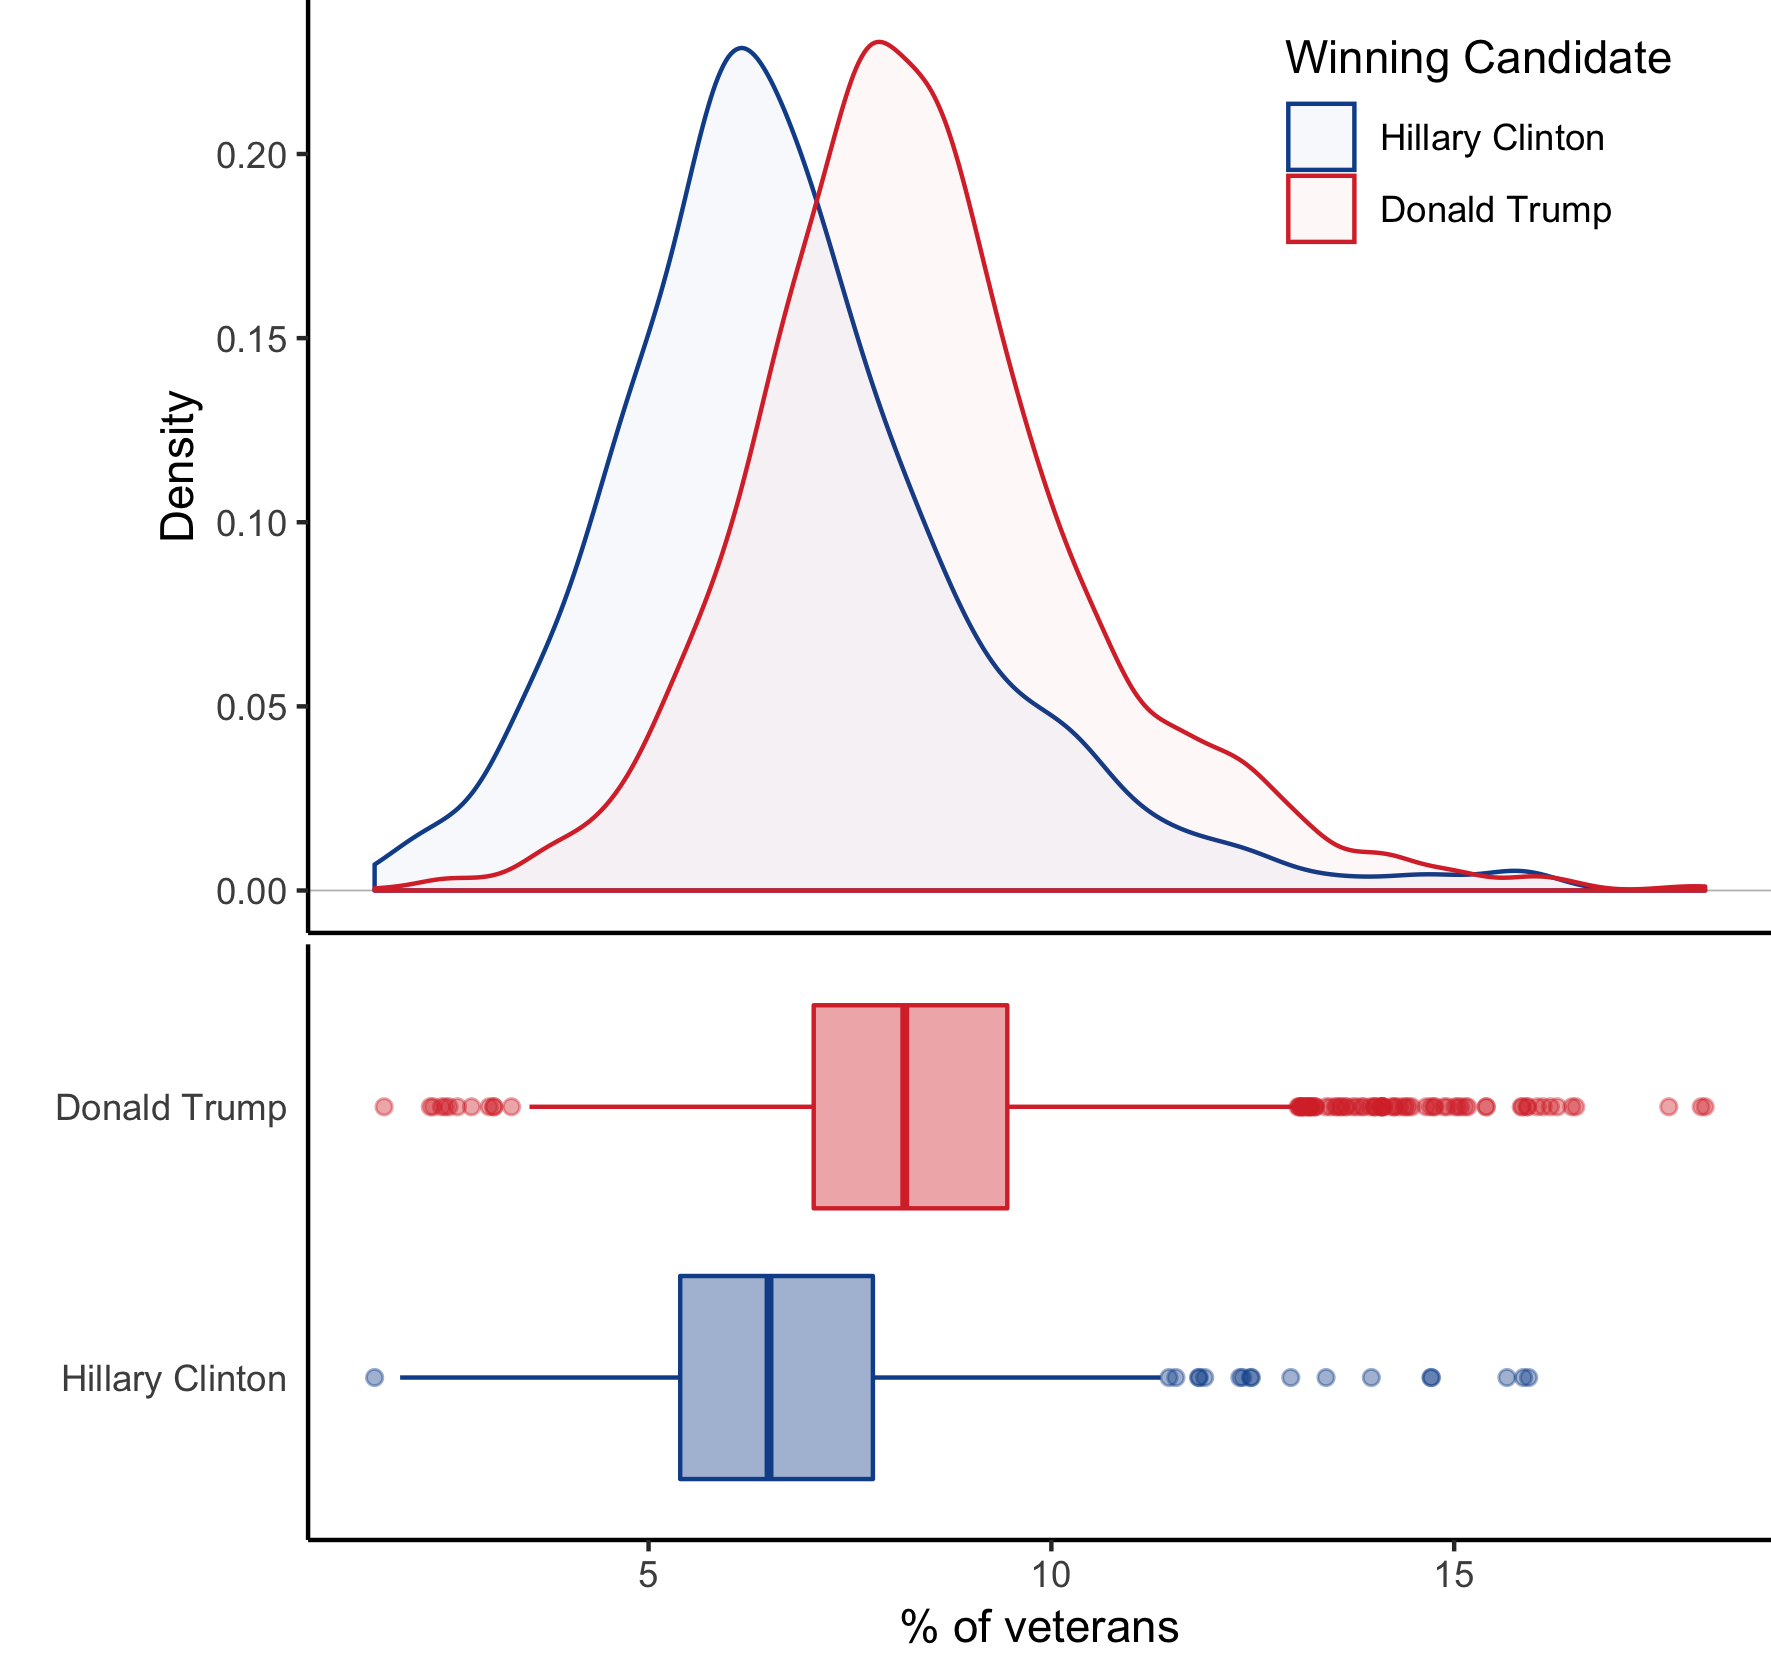 Winning Candidate
Hillary Clinton
Donald Trump
Density
0.20
0.15
0.10
0.05
0.00
Donald Trump
Hillary Clinton
5 10 15
% of veterans